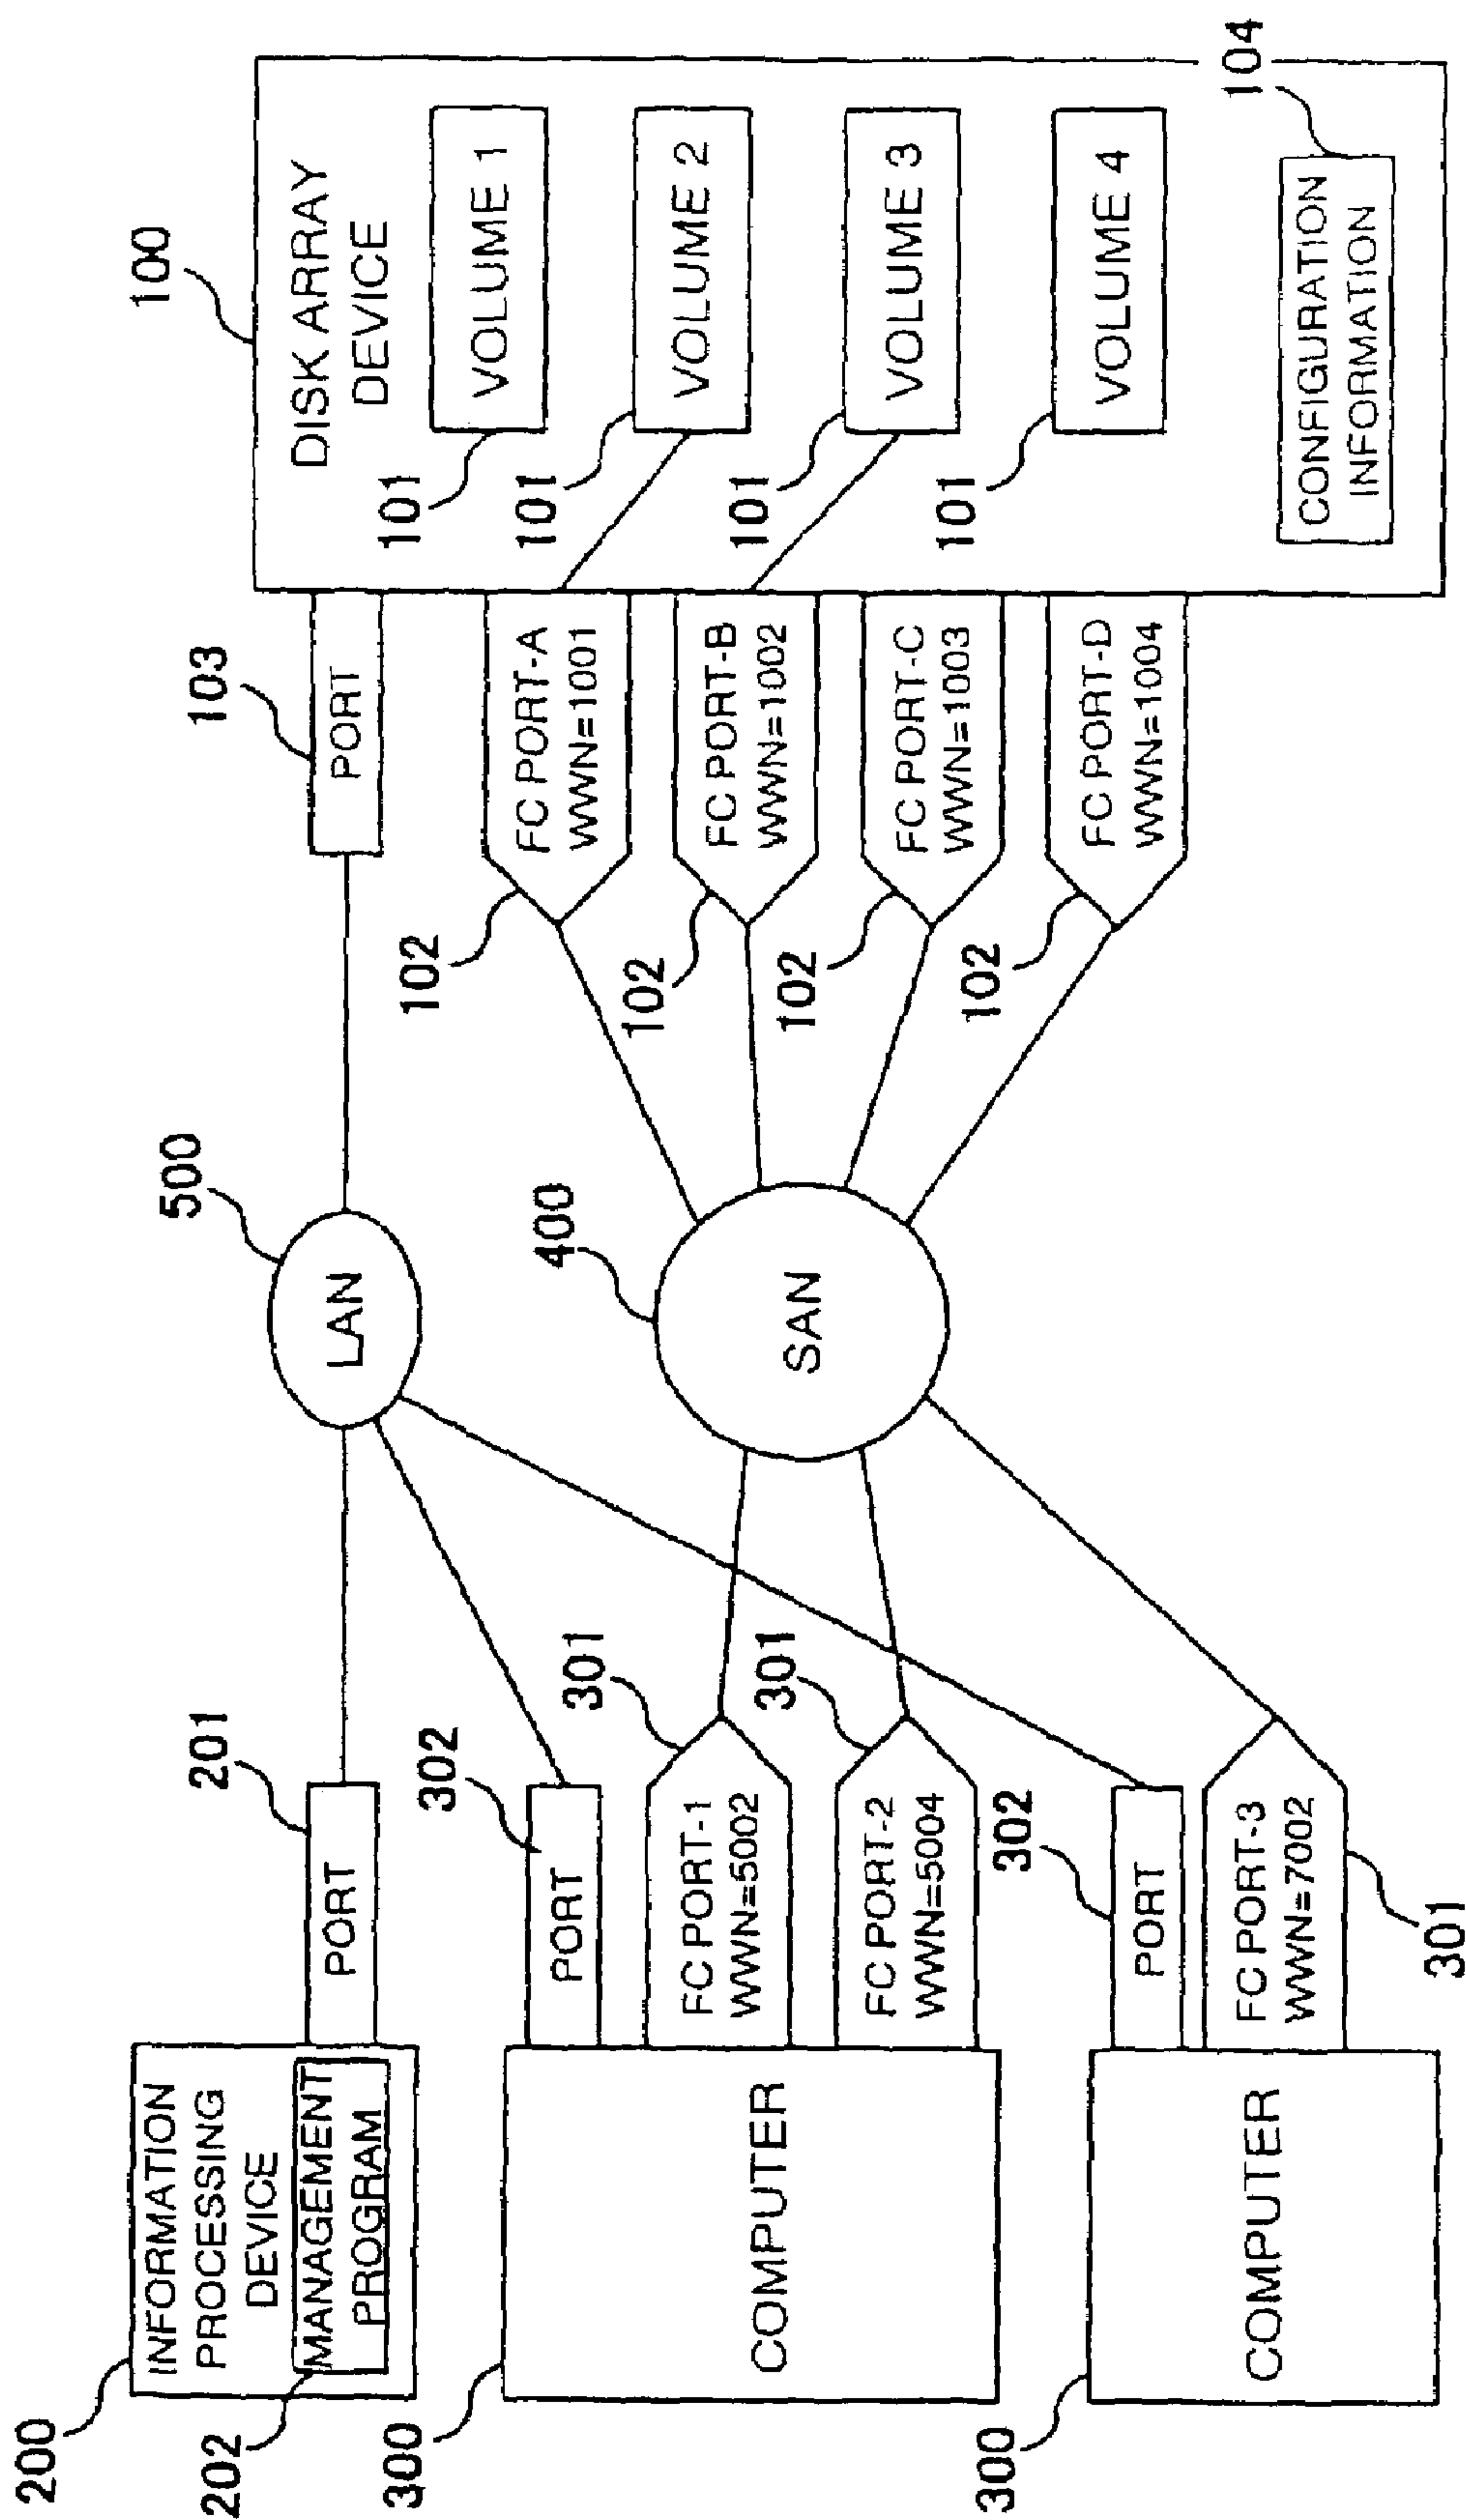 200
INFORMATION
PROCESSING
DEVICE
202
MANAGEMENT
PROGRAM
201
PORT
500
LAN
103
PORT
100
DISK ARRAY
DEVICE
101
VOLUME 1
101
VOLUME 2
101
VOLUME 3
101
VOLUME 4
104
CONFIGURATION
INFORMATION
102
FC PORT-A
WWN=1001
102
FC PORT-B
WWN=1002
102
FC PORT-C
WWN=1003
102
FC PORT-D
WWN=1004
400
SAN
300
COMPUTER
302
PORT
301
FC PORT-1
WWN=5002
301
FC PORT-2
WWN=5004
300
COMPUTER
302
PORT
FC PORT-3
WWN=7002
301